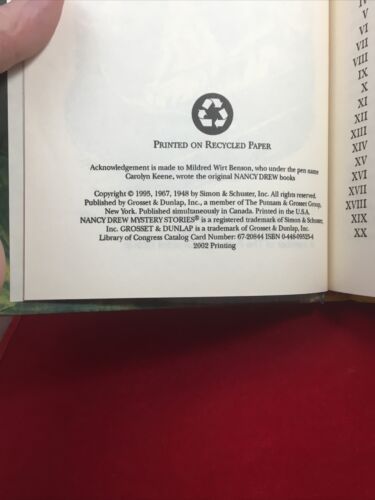 PRINTED ON RECYCLED PAPER
Acknowledgement is made to Mildred Wirt Benson, who under the pen name
Carolyn Keene, wrote the original NANCY DREW books
Copyright © 1995, 1967, 1948 by Simon & Schuster, Inc. All rights reserved.
Published by Grosset & Dunlap, Inc., a member of The Putnam & Grosset Group,
New York. Published simultaneously in Canada. Printed in the U.S.A.
NANCY DREW MYSTERY STORIES® is a registered trademark of Simon & Schuster,
Inc. GROSSET & DUNLAP is a trademark of Grosset & Dunlap, Inc.
Library of Congress Catalog Card Number: 67-20844 ISBN 0-448-09525-4
2002 Printing
IV
V
VI
VII
VIII
IX
X
XI
XII
XIII
XIV
XV
XVI
XVII
XVIII
XIX
XX